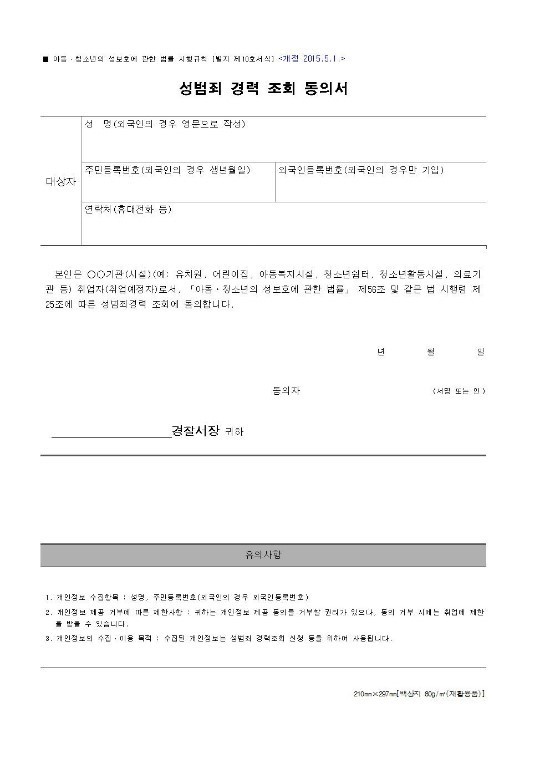 ■ 아동ㆍ청소년의 성보호에 관한 법률 시행규칙 [별지 제10호서식] <개정 2015.5.1.>
성범죄 경력 조회 동의서
성 명(외국인의 경우 영문으로 작성)
대상자
주민등록번호(외국인의 경우 생년월일)
외국인등록번호(외국인의 경우만 기입)
연락처(휴대전화 등)
본인은 ○○기관(시설)(예: 유치원, 어린이집, 아동복지시설, 청소년쉼터, 청소년활동시설, 의료기
관 등) 취업자(취업예정자)로서, 「아동ㆍ청소년의 성보호에 관한 법률」 제56조 및 같은 법 시행령 제
25조에 따른 성범죄경력 조회에 동의합니다.
년 월 일
동의자 (서명 또는 인)
경찰서장 귀하
유의사항
1. 개인정보 수집항목 : 성명, 주민등록번호(외국인의 경우 외국인등록번호)
2. 개인정보 제공 거부에 따른 제한사항 : 귀하는 개인정보 제공 동의를 거부할 권리가 있으나, 동의 거부 시에는 취업에 제한
을 받을 수 있습니다.
3. 개인정보의 수집ㆍ이용 목적 : 수집된 개인정보는 성범죄 경력조회 신청 등을 위하여 사용됩니다.
210㎜×297㎜[백상지 80g/㎡(재활용품)]